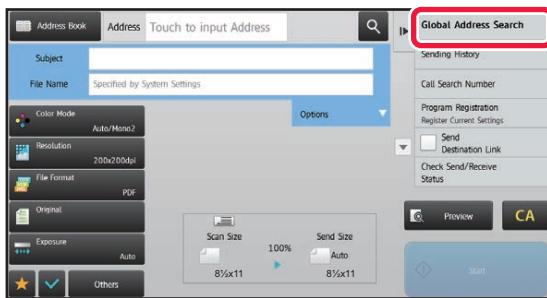 Address Book
Address
Touch to input Address
Subject
File Name
Specified by System Settings
Options
Color Mode
Auto/Mono2
Resolution
200x200dpi
File Format
PDF
Original
Exposure
Auto
Others
Scan Size
100%
Send Size
Auto
8½x11
8½x11
Global Address Search
Sending History
Call Search Number
Program Registration
Register Current Settings
Send
Destination Link
Check Send/Receive
Status
Preview
CA
Start